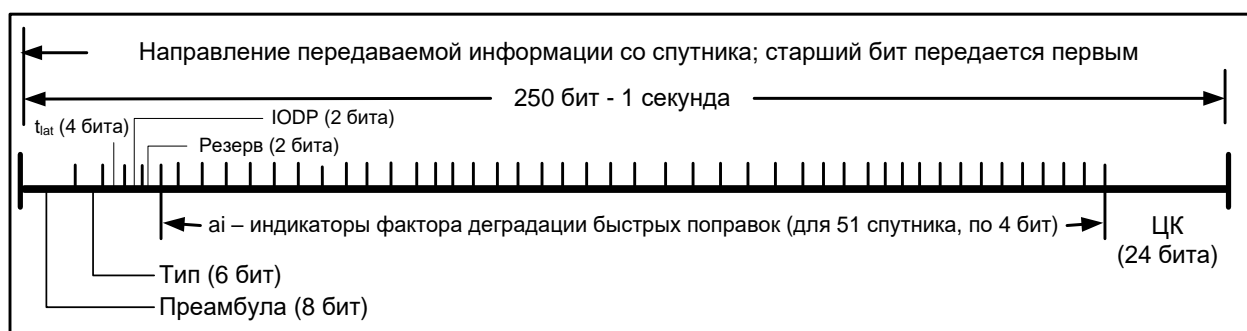 Направление передаваемой информации со спутника; старший бит передается первым
250 бит - 1 секунда
IODP (2 бита)
tlat (4 бита)
Резерв (2 бита)
ai – индикаторы фактора деградации быстрых поправок (для 51 спутника, по 4 бит)
ЦК
(24 бита)
Тип (6 бит)
Преамбула (8 бит)